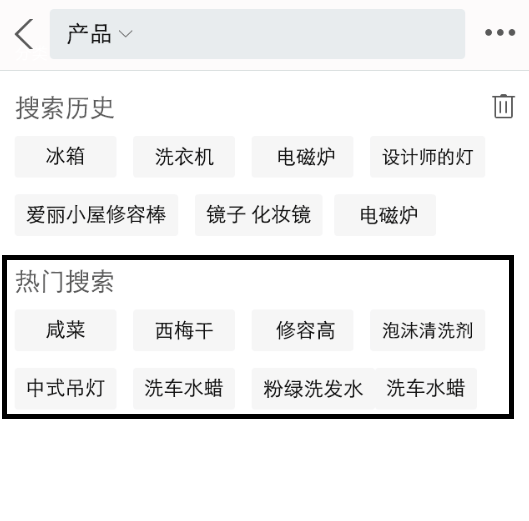 产品
搜索历史
冰箱 洗衣机 电磁炉 设计师的灯
爱丽小屋修容棒 镜子 化妆镜 电磁炉
热门搜索
咸菜 西梅干 修容高 泡沫清洗剂
中式吊灯 洗车水蜡 粉绿洗发水 洗车水蜡